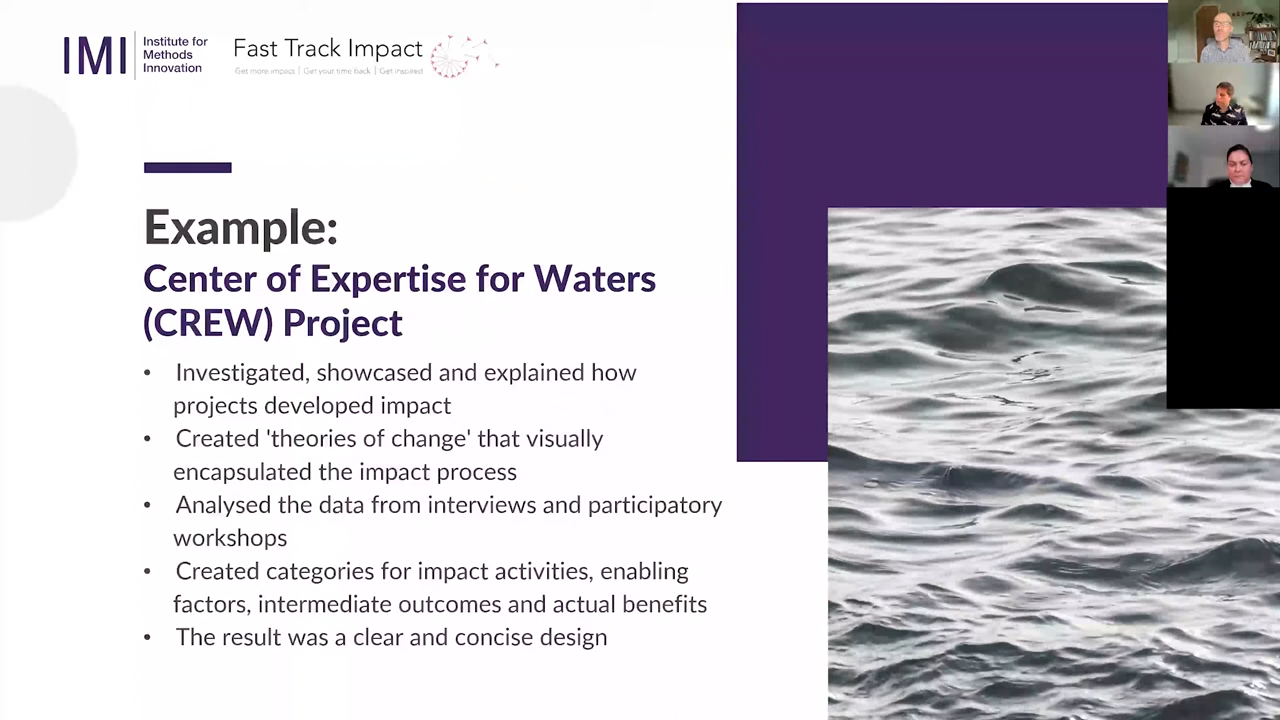 IMI
Institute for
Methods
Innovation
Fast Track Impact
Get more impact | Get your time back | Get inspired
Example:
Center of Expertise for Waters
(CREW) Project
• Investigated, showcased and explained how
projects developed impact
• Created 'theories of change' that visually
encapsulated the impact process
• Analysed the data from interviews and participatory
workshops
• Created categories for impact activities, enabling
factors, intermediate outcomes and actual benefits
• The result was a clear and concise design